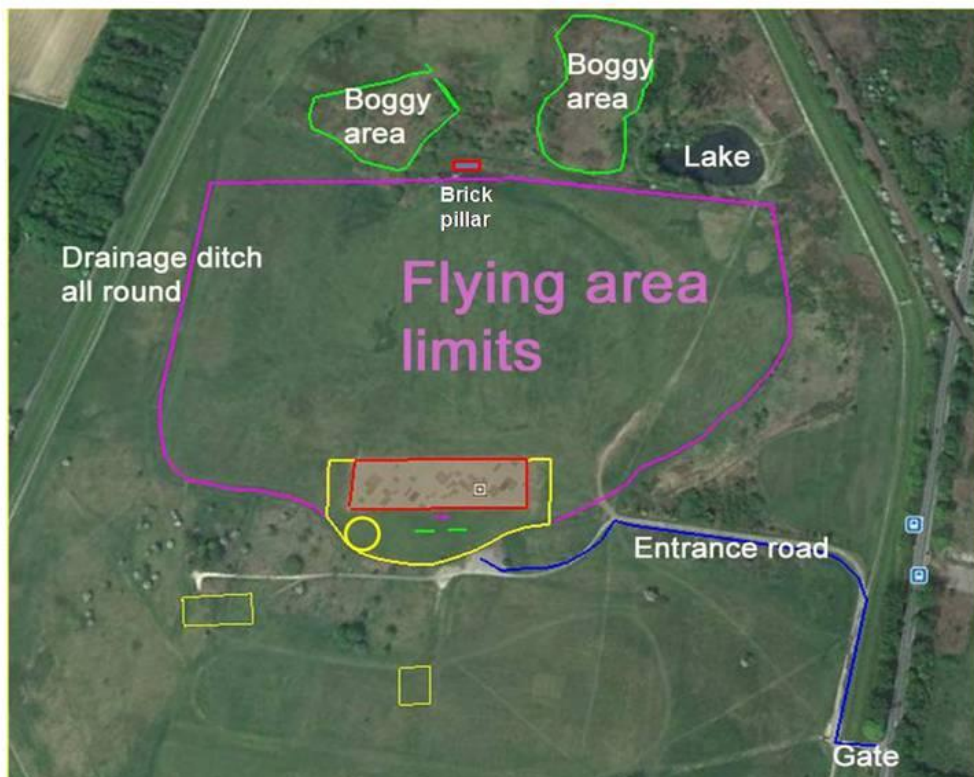 Boggy
area
Boggy
area
Lake
Brick
pillar
Drainage ditch
all round
Flying area
limits
Entrance road
Gate